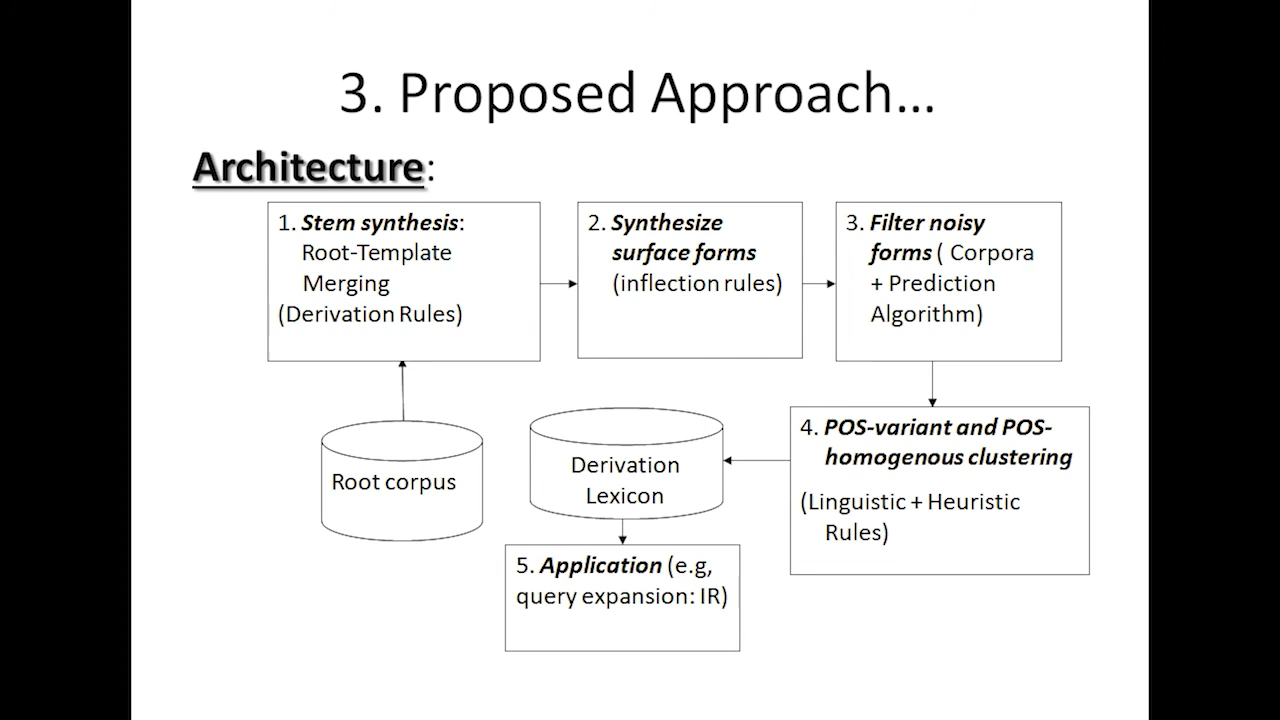 3. Proposed Approach…
Architecture:
1. Stem synthesis:
Root-Template
Merging
(Derivation Rules)
2. Synthesize
surface forms
(inflection rules)
3. Filter noisy
forms ( Corpora
+ Prediction
Algorithm)
Root corpus
Derivation
Lexicon
4. POS-variant and POS-
homogenous clustering
(Linguistic + Heuristic
Rules)
5. Application (e.g,
query expansion: IR)